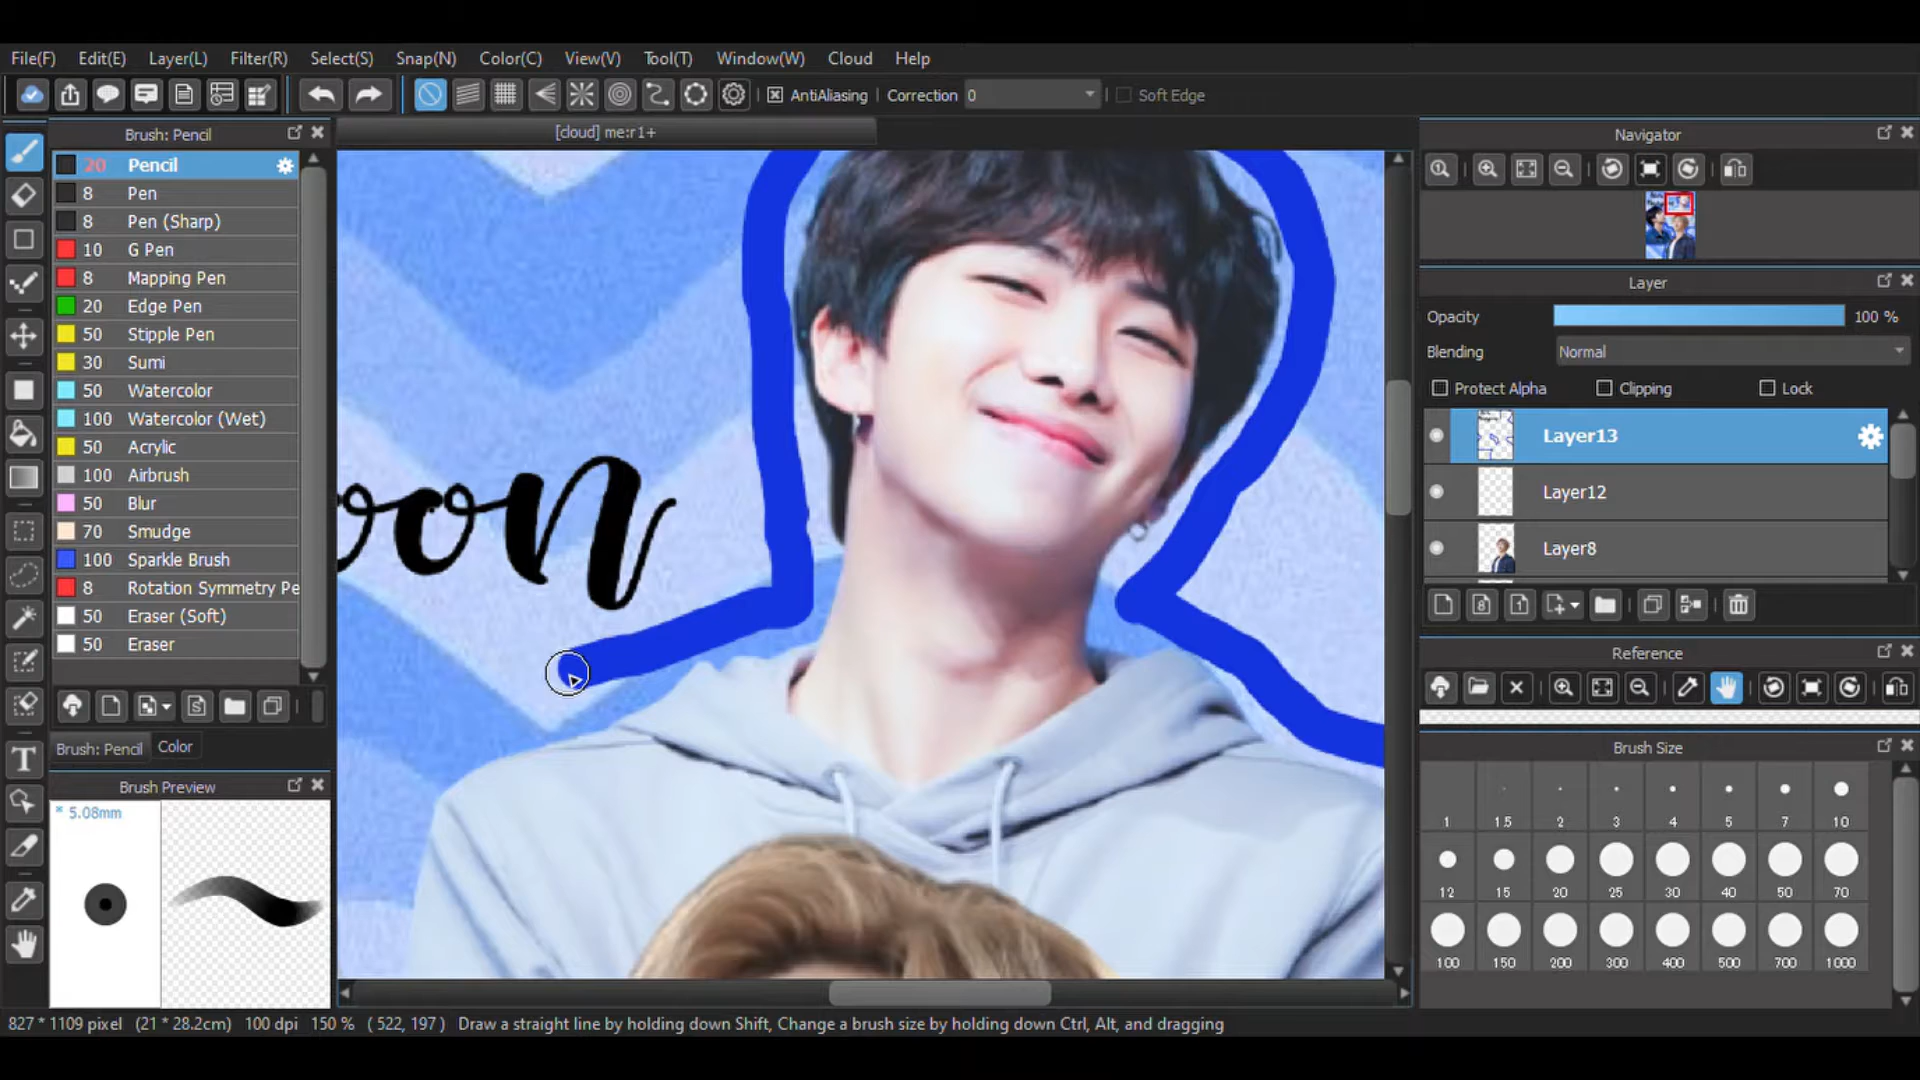 File(F) Edit(E) Layer(L) Filter(R) Select(S) Snap(N) Color(C) View(V) Tool(T) Window(W) Cloud Help
AntiAliasing Correction 0 Soft Edge
Brush: Pencil
[cloud] me:r1+
20 Pencil
8 Pen
8 Pen (Sharp)
10 G Pen
8 Mapping Pen
20 Edge Pen
50 Stipple Pen
30 Sumi
50 Watercolor
100 Watercolor (Wet)
50 Acrylic
100 Airbrush
50 Blur
70 Smudge
100 Sparkle Brush
8 Rotation Symmetry Pe
50 Eraser (Soft)
50 Eraser
Brush: Pencil Color
Brush Preview
* 5.08mm
oon
Navigator
Layer
Opacity 100 %
Blending Normal
Protect Alpha Clipping Lock
Layer13
Layer12
Layer8
Reference
Brush Size
1 1.5 2 3 4 5 7 10
12 15 20 25 30 40 50 70
100 150 200 300 400 500 700 1000
827 * 1109 pixel (21 * 28.2cm) 100 dpi 150 % ( 522, 197 ) Draw a straight line by holding down Shift, Change a brush size by holding down Ctrl, Alt, and dragging